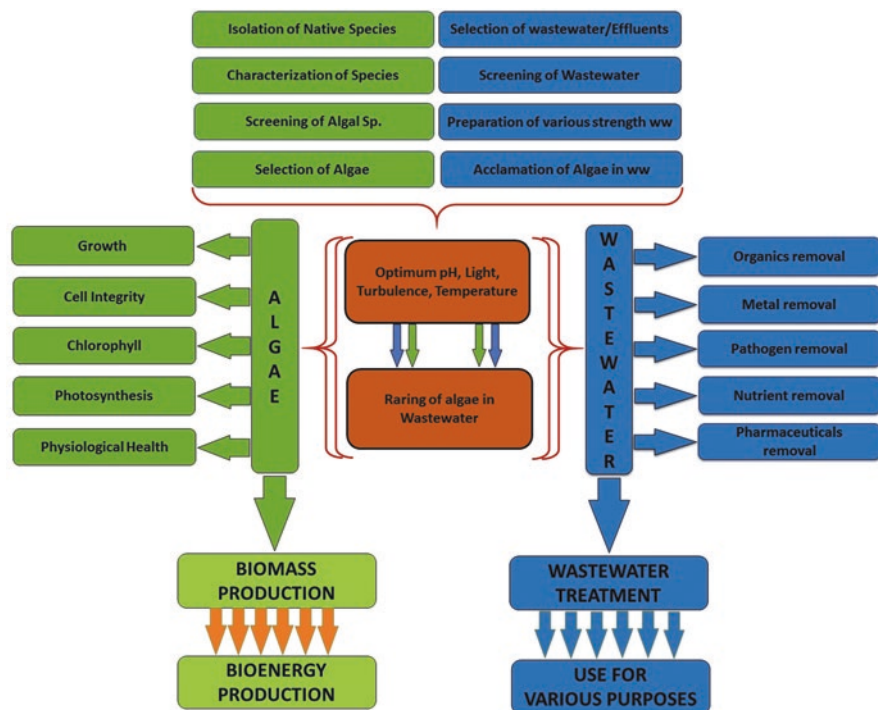 Isolation of Native Species
Selection of wastewater/Effluents
Characterization of Species
Screening of Wastewater
Screening of Algal Sp.
Preparation of various strength ww
Selection of Algae
Acclamation of Algae in ww
ALGAE
Growth
Cell Integrity
Chlorophyll
Photosynthesis
Physiological Health
Optimum pH, Light,
Turbulence, Temperature
Raring of algae in
Wastewater
WASTEWATER
Organics removal
Metal removal
Pathogen removal
Nutrient removal
Pharmaceuticals
removal
BIOMASS
PRODUCTION
BIOENERGY
PRODUCTION
WASTEWATER
TREATMENT
USE FOR
VARIOUS PURPOSES